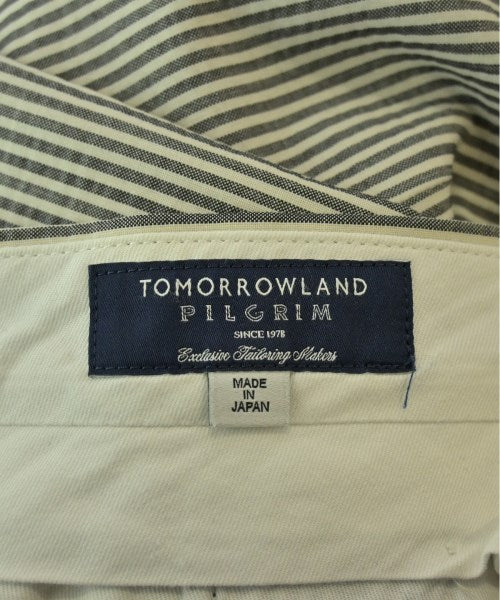 TOMORROWLAND
PILGRIM
SINCE 1978
Exclusive Tailoring Makers
MADE
IN
JAPAN